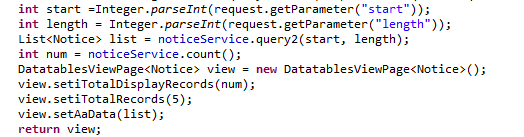 int start =Integer.parseInt(request.getParameter("start"));
int length = Integer.parseInt(request.getParameter("length"));
List<Notice> list = noticeService.query2(start, length);
int num = noticeService.count();
DatatablesViewPage<Notice> view = new DatatablesViewPage<Notice>();
view.setiTotalDisplayRecords(num);
view.setiTotalRecords(5);
view.setAaData(list);
return view;